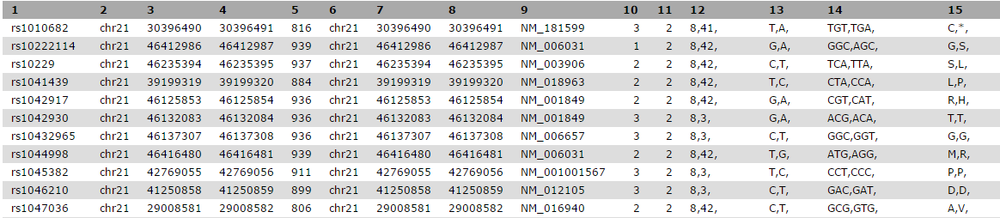 1 2 3 4 5 6 7 8 9 10 11 12 13 14 15
rs1010682 chr21 30396490 30396491 816 chr21 30396490 30396491 NM_181599 3 2 8,41, T,A, TGT,TGA, C,*,
rs10222114 chr21 46412986 46412987 939 chr21 46412986 46412987 NM_006031 1 2 8,42, G,A, GGC,AGC, G,S,
rs10229 chr21 46235394 46235395 937 chr21 46235394 46235395 NM_003906 2 2 8,42, C,T, TCA,TTA, S,L,
rs1041439 chr21 39199319 39199320 884 chr21 39199319 39199320 NM_018963 2 2 8,42, T,C, CTA,CCA, L,P,
rs1042917 chr21 46125853 46125854 936 chr21 46125853 46125854 NM_001849 2 2 8,42, G,A, CGT,CAT, R,H,
rs1042930 chr21 46132083 46132084 936 chr21 46132083 46132084 NM_001849 3 2 8,3, G,A, ACG,ACA, T,T,
rs10432965 chr21 46137307 46137308 936 chr21 46137307 46137308 NM_006657 3 2 8,3, C,T, GGC,GGT, G,G,
rs1044998 chr21 46416480 46416481 939 chr21 46416480 46416481 NM_006031 2 2 8,42, T,G, ATG,AGG, M,R,
rs1045382 chr21 42769055 42769056 911 chr21 42769055 42769056 NM_001001567 3 2 8,3, T,C, CCT,CCC, P,P,
rs1046210 chr21 41250858 41250859 899 chr21 41250858 41250859 NM_012105 3 2 8,3, C,T, GAC,GAT, D,D,
rs1047036 chr21 29008581 29008582 806 chr21 29008581 29008582 NM_016940 2 2 8,42, C,T, GCG,GTG, A,V,